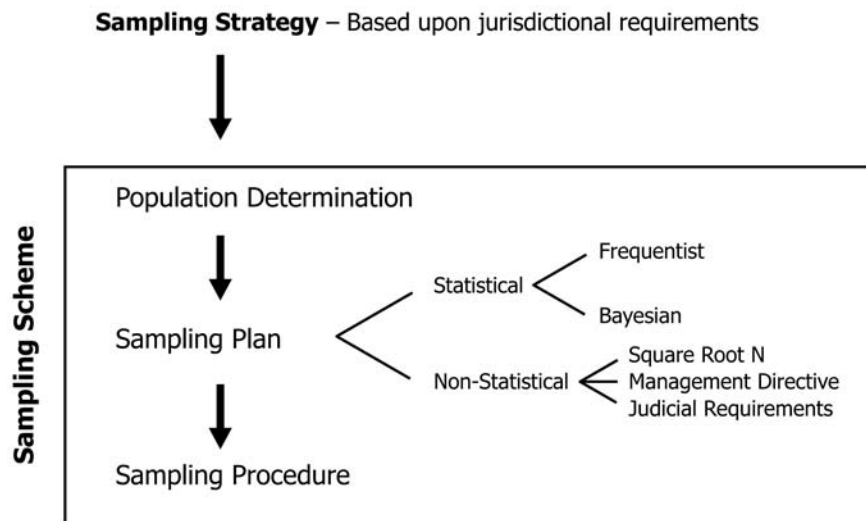 Sampling Strategy – Based upon jurisdictional requirements
Sampling Scheme
Population Determination
Sampling Plan
Statistical
Frequentist
Bayesian
Non-Statistical
Square Root N
Management Directive
Judicial Requirements
Sampling Procedure